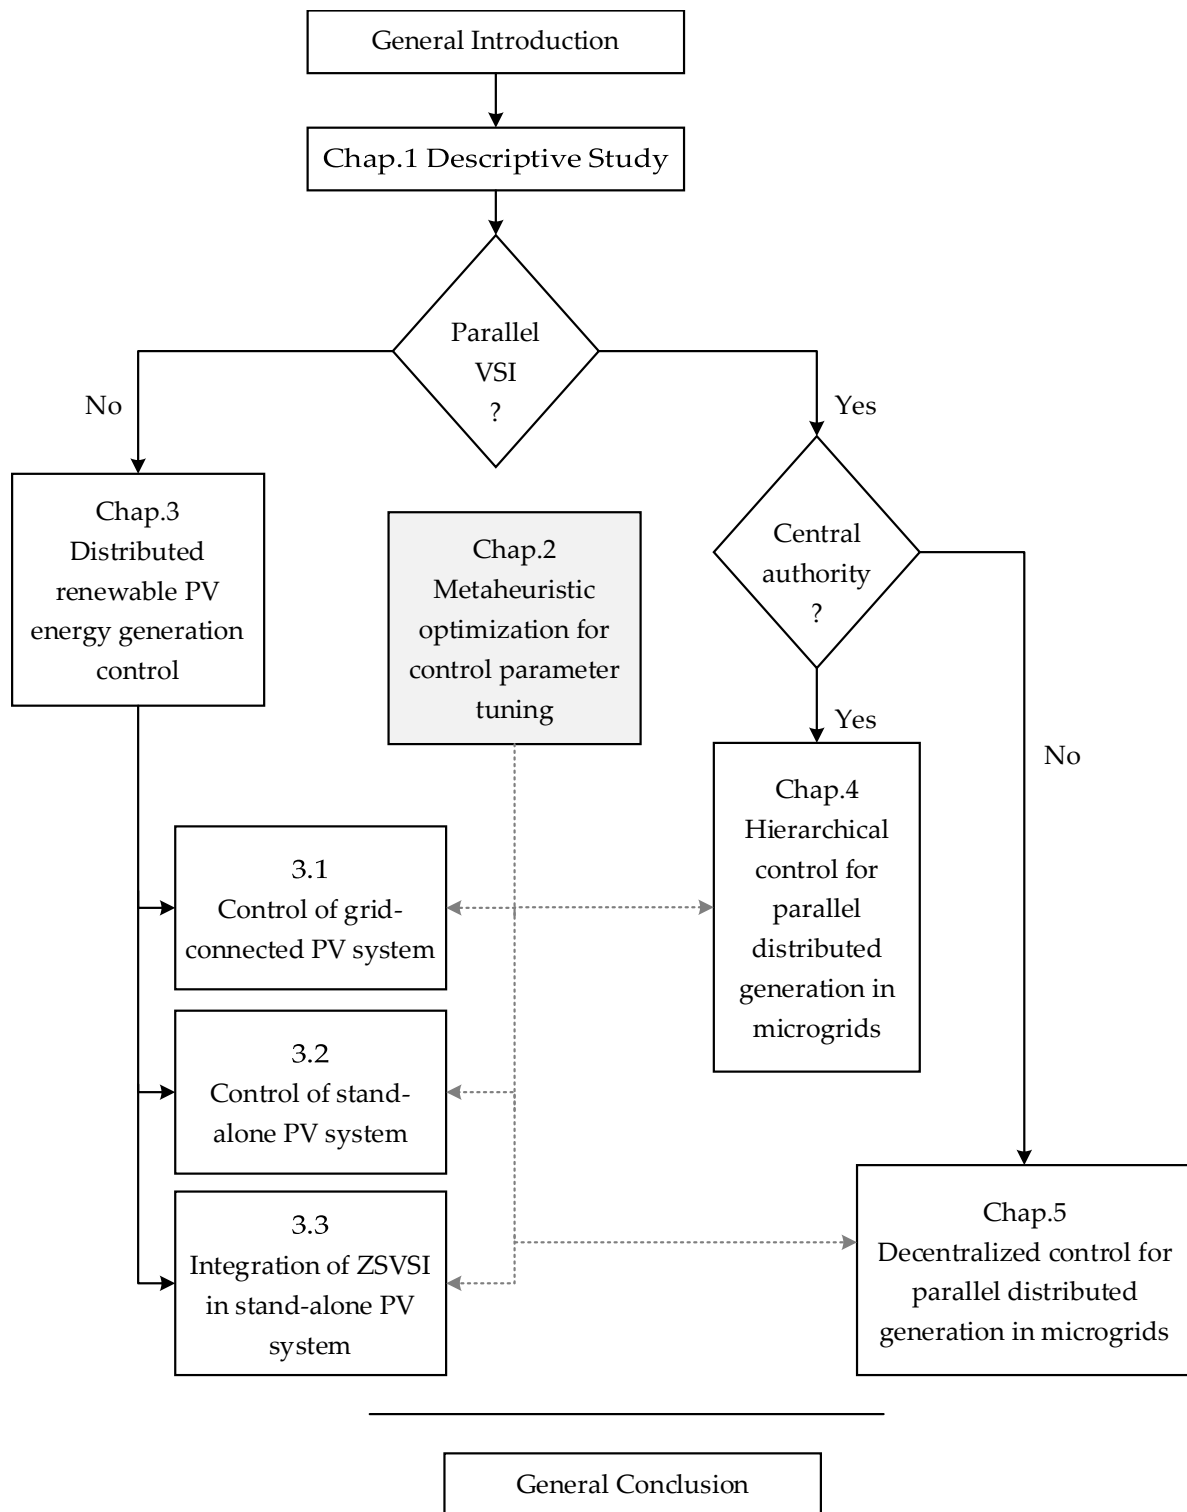 General Introduction
Chap.1 Descriptive Study
Parallel
VSI
?
No
Yes
Chap.3
Distributed
renewable PV
energy generation
control
Chap.2
Metaheuristic
optimization for
control parameter
tuning
Central
authority
?
Yes
No
Chap.4
Hierarchical
control for
parallel
distributed
generation in
microgrids
3.1
Control of grid-
connected PV system
3.2
Control of stand-
alone PV system
3.3
Integration of ZSVSI
in stand-alone PV
system
Chap.5
Decentralized control for
parallel distributed
generation in microgrids
General Conclusion